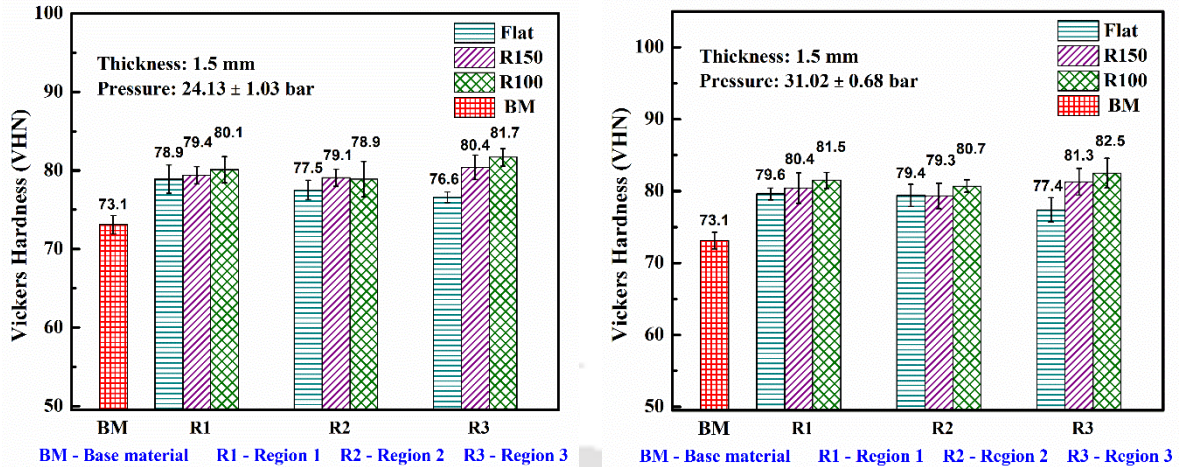 100
90
80
70
60
50
Vickers Hardness (VHN)
Thickness: 1.5 mm
Pressure: 24.13 ± 1.03 bar
Flat
R150
R100
BM
73.1
78.9
79.4
80.1
77.5
79.1
78.9
76.6
80.4
81.7
BM
R1
R2
R3
BM - Base material R1 - Region 1 R2 - Region 2 R3 - Region 3
100
90
80
70
60
50
Vickers Hardness (VHN)
Thickness: 1.5 mm
Pressure: 31.02 ± 0.68 bar
Flat
R150
R100
BM
73.1
79.6
80.4
81.5
79.4
79.3
80.7
77.4
81.3
82.5
BM
R1
R2
R3
BM - Base material R1 - Region 1 R2 - Region 2 R3 - Region 3